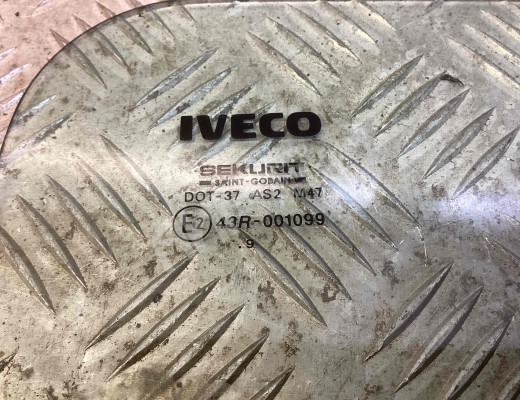 IVECO
SEKURIT
SAINT-GOBAIN
DOT-37 AS2 M47
E2 43R-001099
. 9